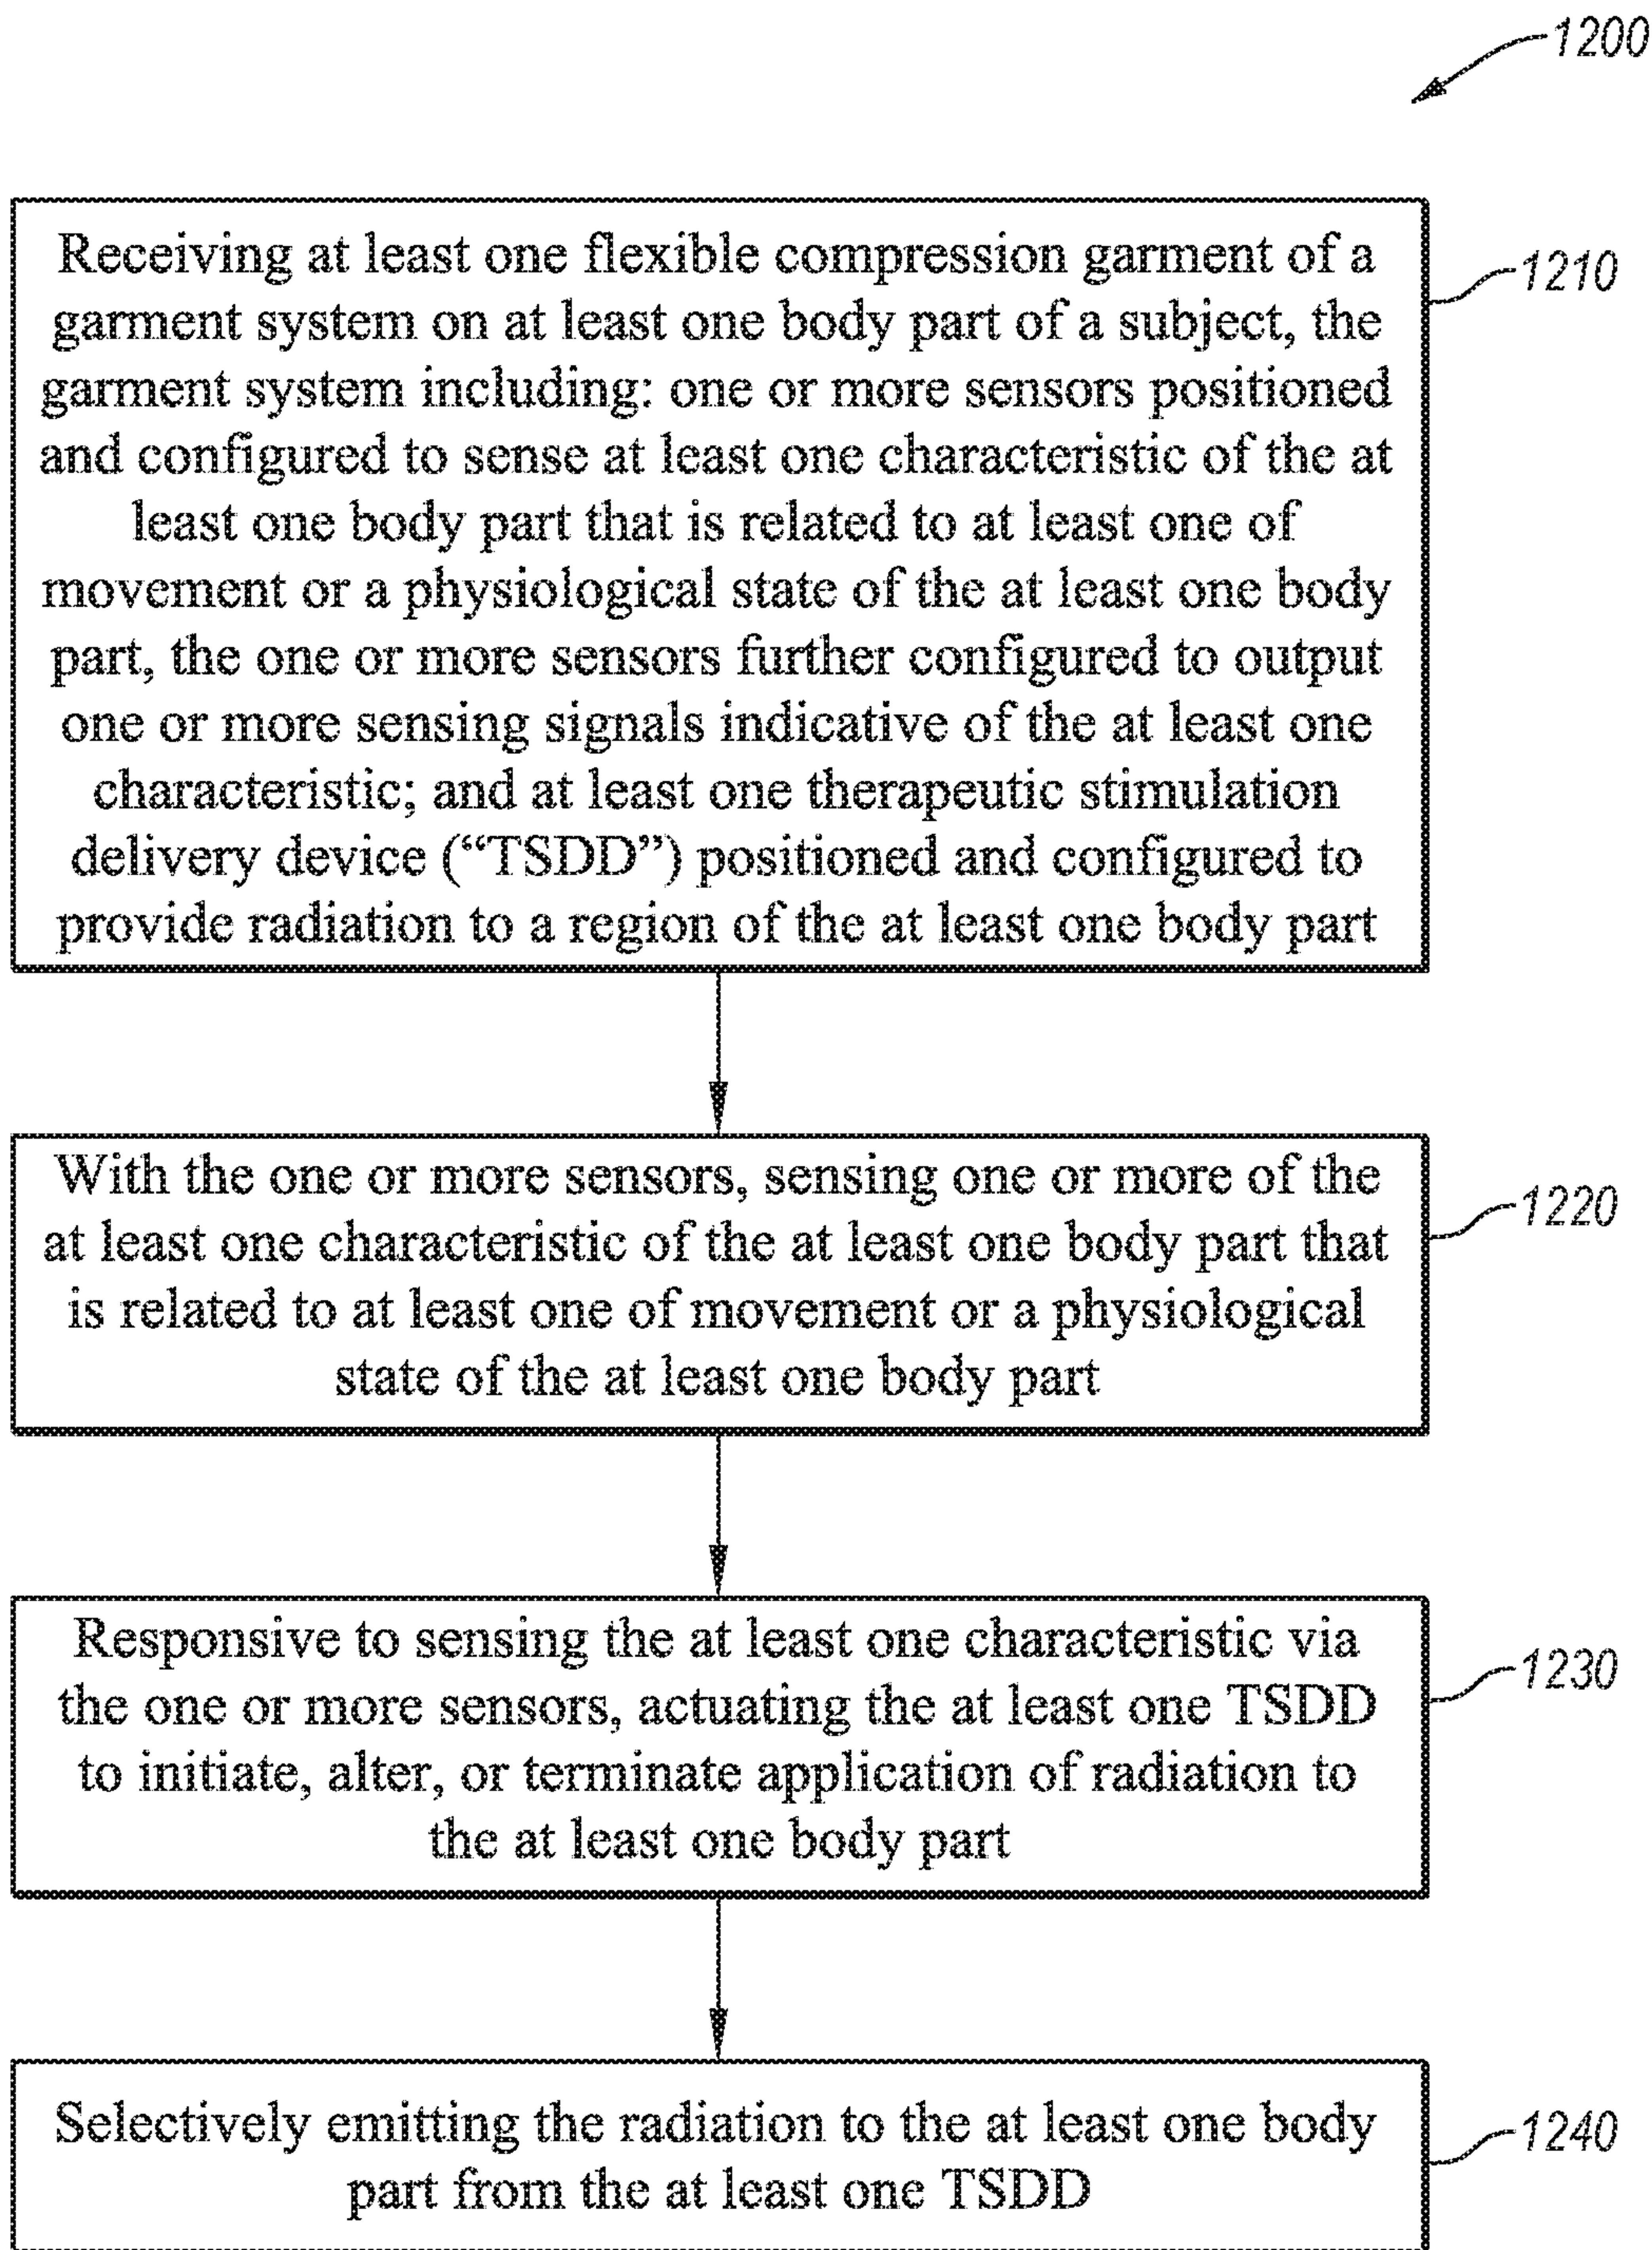 1200
Receiving at least one flexible compression garment of a
garment system on at least one body part of a subject, the
garment system including: one or more sensors positioned
and configured to sense at least one characteristic of the at
least one body part that is related to at least one of
movement or a physiological state of the at least one body
part, the one or more sensors further configured to output
one or more sensing signals indicative of the at least one
characteristic; and at least one therapeutic stimulation
delivery device (“TSDD”) positioned and configured to
provide radiation to a region of the at least one body part
1210
With the one or more sensors, sensing one or more of the
at least one characteristic of the at least one body part that
is related to at least one of movement or a physiological
state of the at least one body part
1220
Responsive to sensing the at least one characteristic via
the one or more sensors, actuating the at least one TSDD
to initiate, alter, or terminate application of radiation to
the at least one body part
1230
Selectively emitting the radiation to the at least one body
part from the at least one TSDD
1240